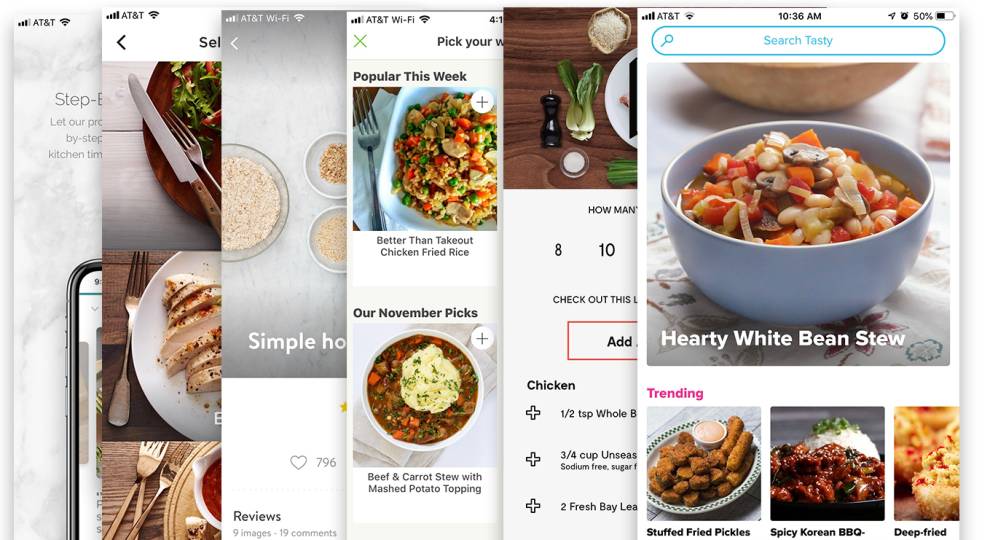 AT&T
Step-
Let our
by-step
kitchen
AT&T
Sel
AT&T Wi-Fi
Simple ho
796
Reviews
9 images - 19 comments
AT&T Wi-Fi
4:1
Pick your w
Popular This Week
Better Than Takeout
Chicken Fried Rice
Our November Picks
Beef & Carrot Stew with
Mashed Potato Topping
HOW MANY
8 10
CHECK OUT THIS L
Add
Chicken
1/2 tsp Whole B
3/4 cup Unseas
Sodium free, sugar f
2 Fresh Bay Lea
AT&T 10:36 AM 50%
Search Tasty
Hearty White Bean Stew
Trending
Stuffed Fried Pickles
Spicy Korean BBQ-
Deep-fried